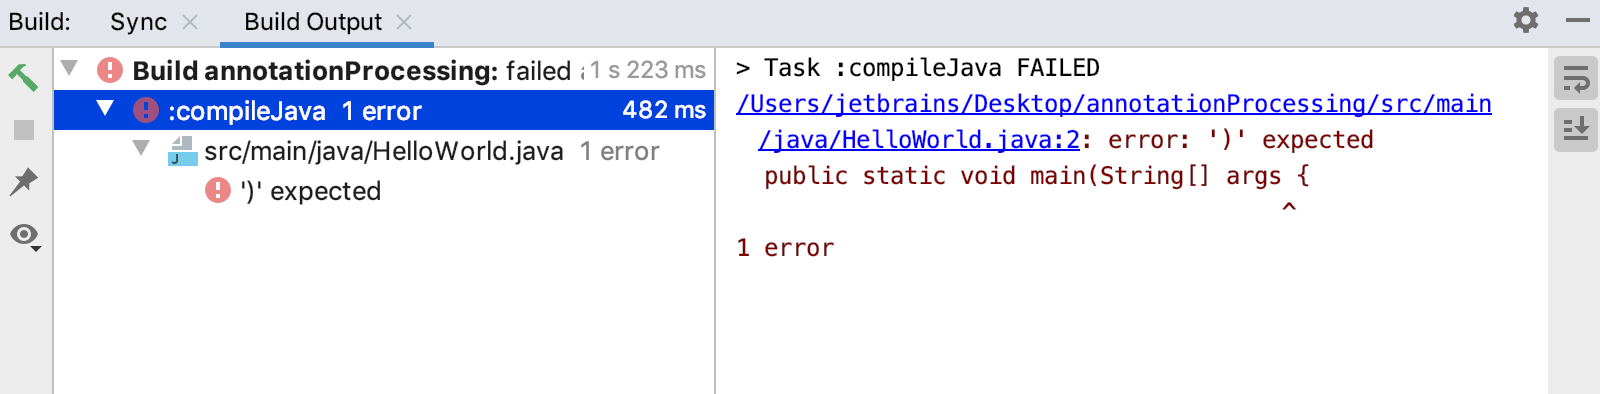 Build: Sync Build Output
Build annotationProcessing: failed 1 s 223 ms
:compileJava 1 error 482 ms
src/main/java/HelloWorld.java 1 error
')' expected
> Task :compileJava FAILED
/Users/jetbrains/Desktop/annotationProcessing/src/main
/java/HelloWorld.java:2: error: ')' expected
public static void main(String[] args {
^
1 error